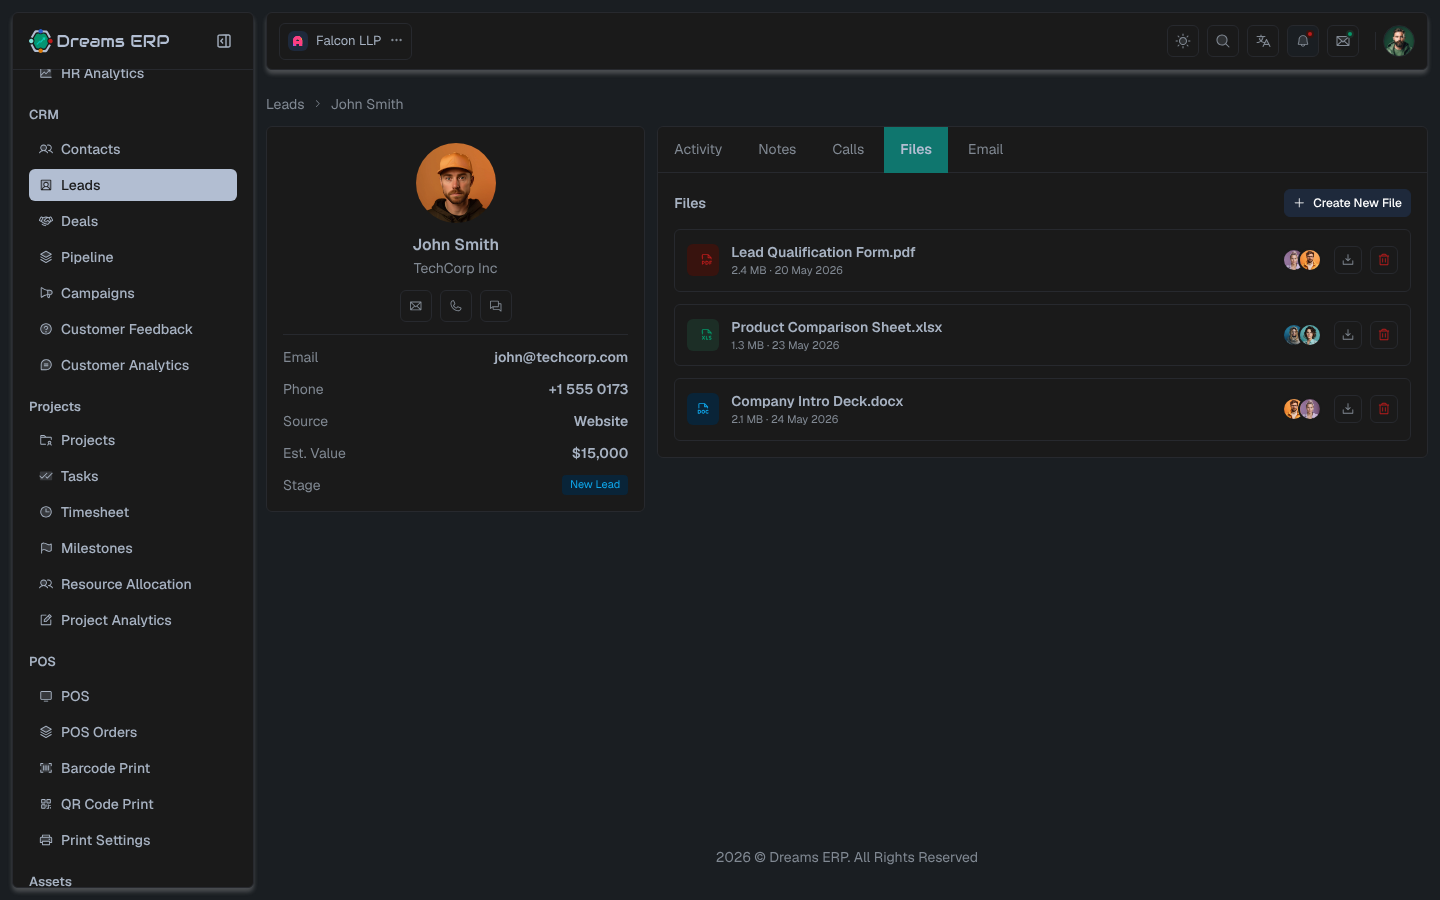 Dreams ERP
HR Analytics
CRM
Contacts
Leads
Deals
Pipeline
Campaigns
Customer Feedback
Customer Analytics
Projects
Projects
Tasks
Timesheet
Milestones
Resource Allocation
Project Analytics
POS
POS
POS Orders
Barcode Print
QR Code Print
Print Settings
Assets
Falcon LLP
Leads
John Smith
John Smith
TechCorp Inc
Email john@techcorp.com
Phone +1 555 0173
Source Website
Est. Value $15,000
Stage New Lead
Activity Notes Calls Files Email
Files
Create New File
PDF
Lead Qualification Form.pdf
2.4 MB · 20 May 2026
XLS
Product Comparison Sheet.xlsx
1.3 MB · 23 May 2026
DOC
Company Intro Deck.docx
2.1 MB · 24 May 2026
2026 © Dreams ERP. All Rights Reserved